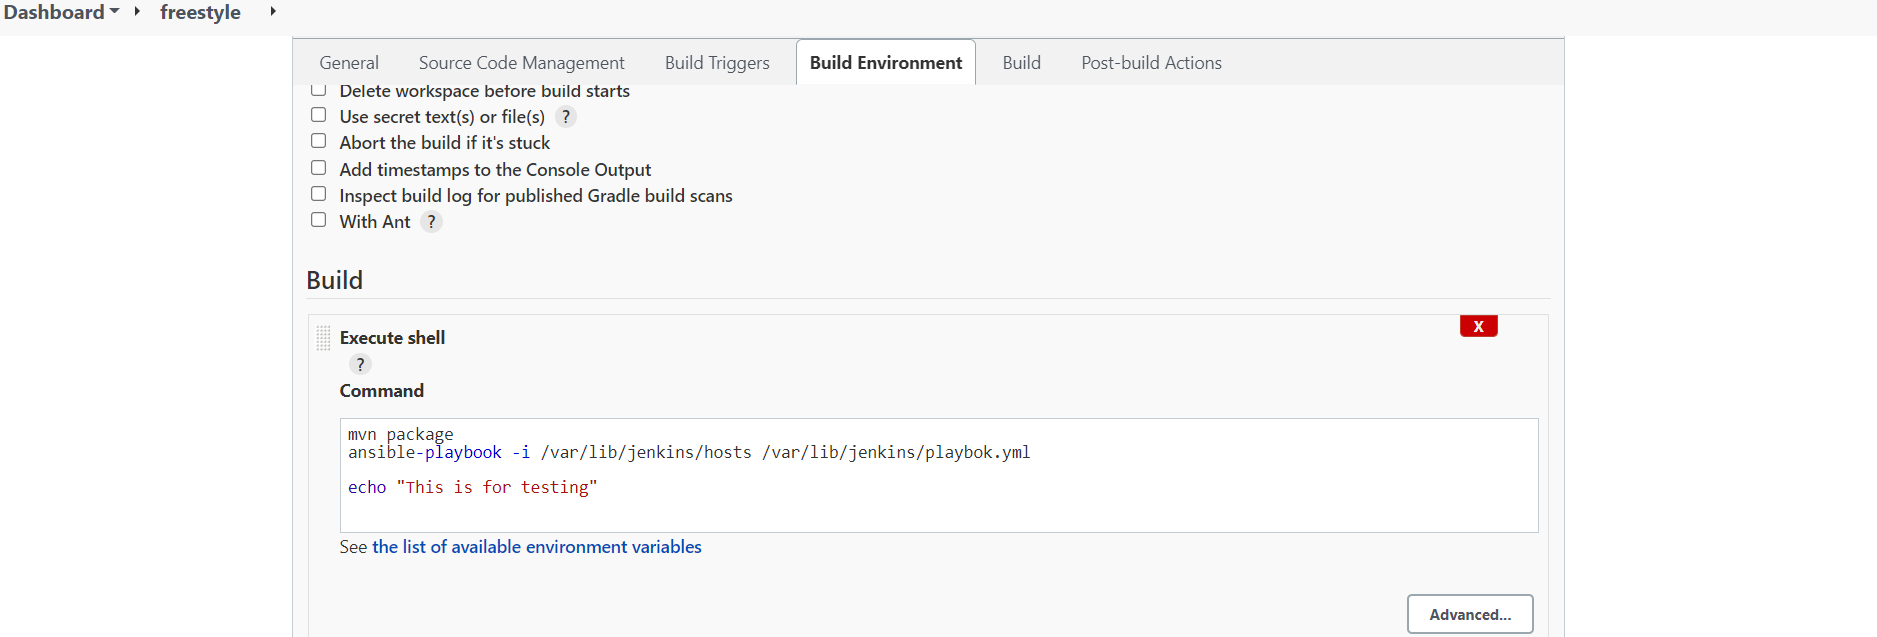 Dashboard freestyle
General Source Code Management Build Triggers Build Environment Build Post-build Actions
Delete workspace before build starts
Use secret text(s) or file(s) ?
Abort the build if it's stuck
Add timestamps to the Console Output
Inspect build log for published Gradle build scans
With Ant ?
Build
X
Execute shell
?
Command
mvn package
ansible-playbook -i /var/lib/jenkins/hosts /var/lib/jenkins/playbok.yml
echo "This is for testing"
See the list of available environment variables
Advanced...